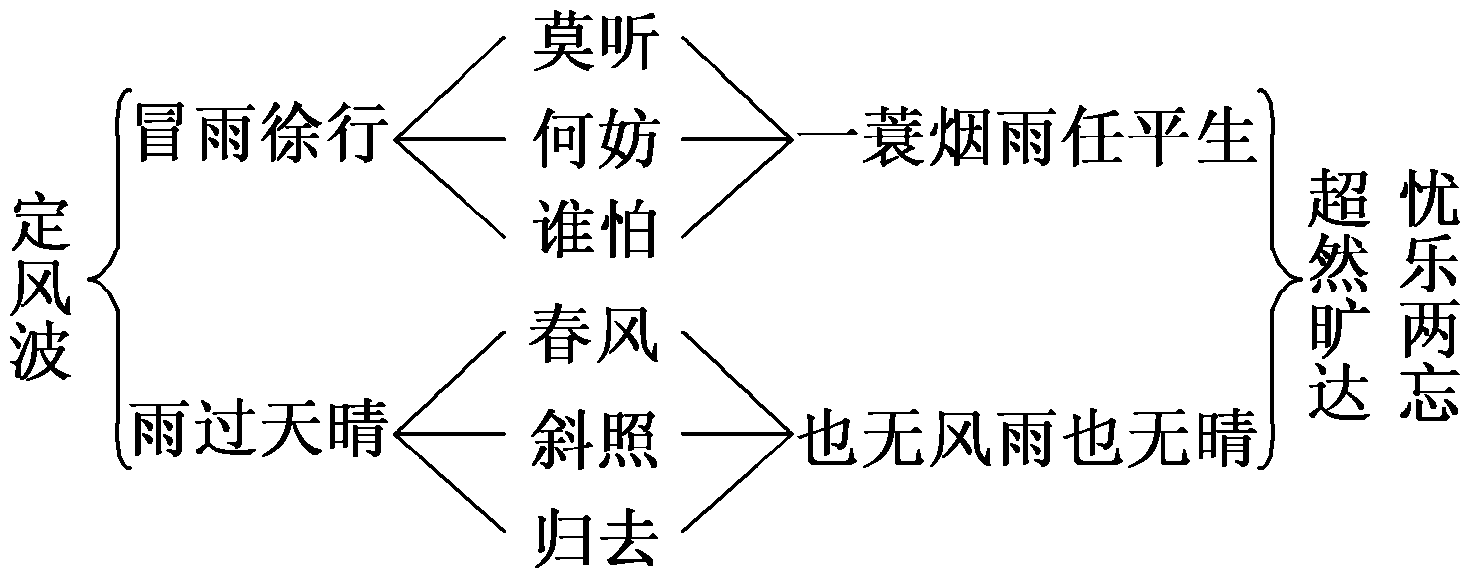 定风波
冒雨徐行
莫听
何妨
谁怕
一蓑烟雨任平生
雨过天晴
春风
斜照
归去
也无风雨也无晴
超然旷达
忧乐两忘